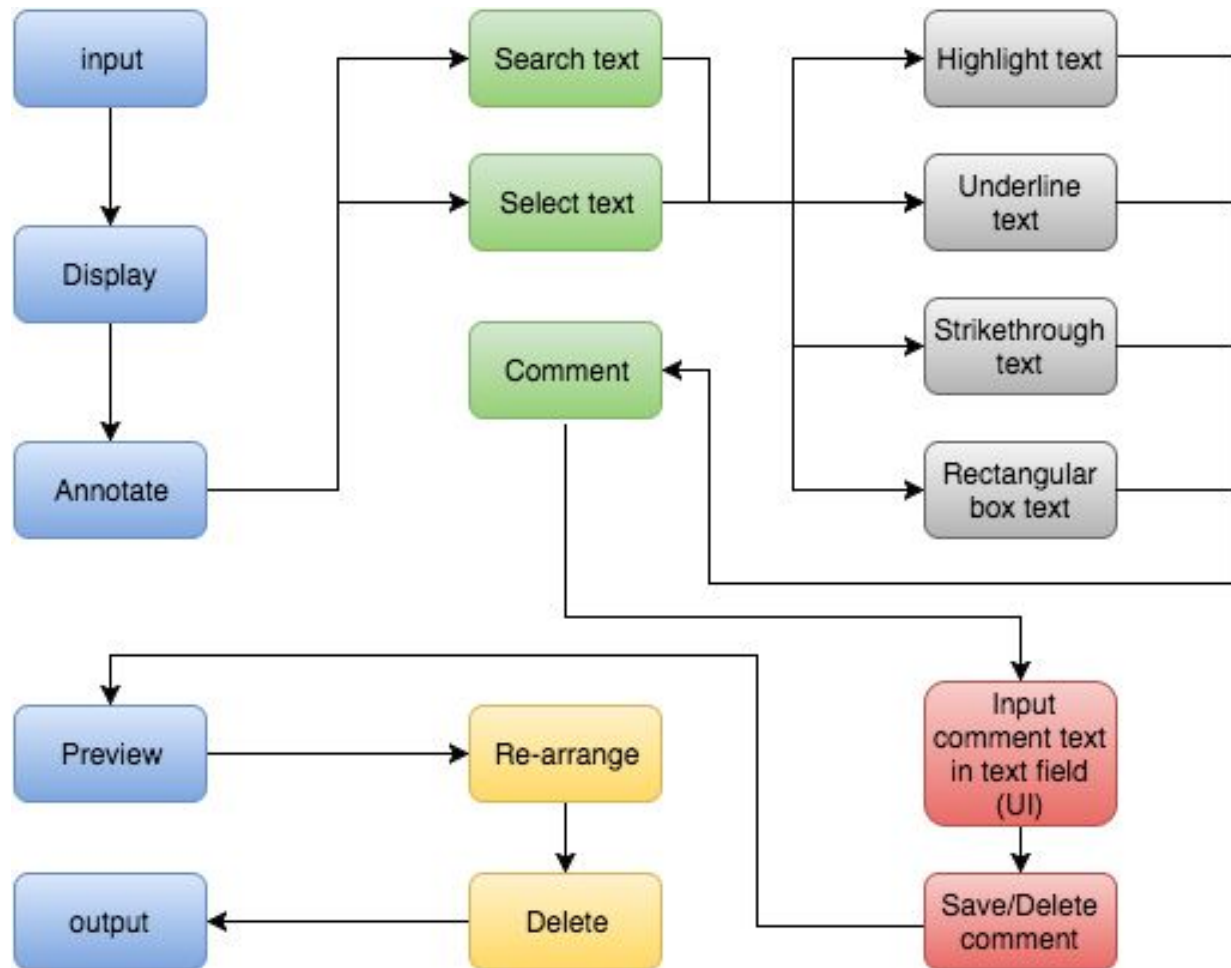 input
Search text
Highlight text
Select text
Underline
text
Display
Strikethrough
text
Comment
Annotate
Rectangular
box text
Preview
Re-arrange
Input
comment text
in text field
(UI)
output
Delete
Save/Delete
comment